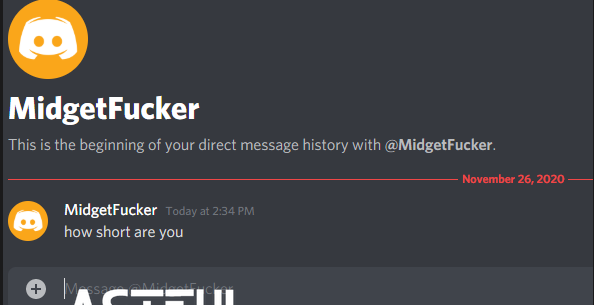 MidgetFucker
This is the beginning of your direct message history with @MidgetFucker.
November 26, 2020
MidgetFucker Today at 2:34 PM
how short are you
Message @MidgetFucker